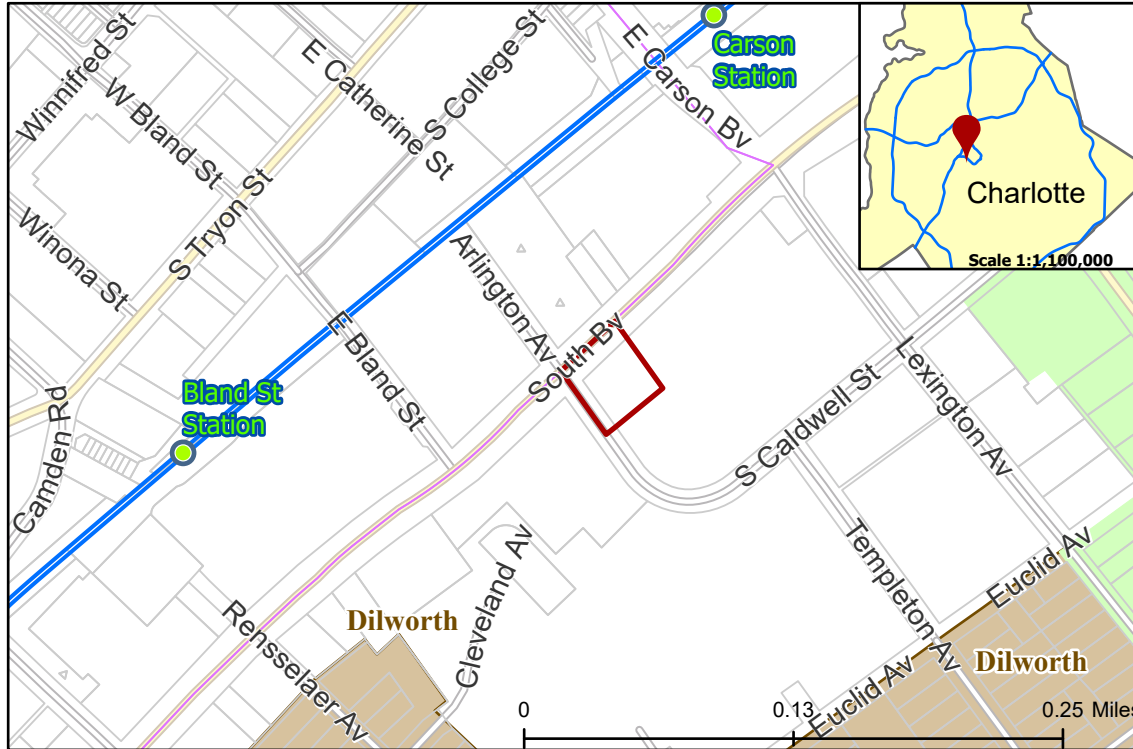 Winnifred St
W Bland St
E Catherine St
S College St
E Carson Bv
Carson
Station
Charlotte
Scale 1:1,100,000
Winona St
S Tryon St
Arlington Av
E Bland St
South Bv
Lexington Av
Bland St
Station
Camden Rd
S Caldwell St
Cleveland Av
Templeton Av
Euclid Av
Rensselaer Av
Dilworth
Dilworth
Euclid Av
0
0.13
0.25 Miles